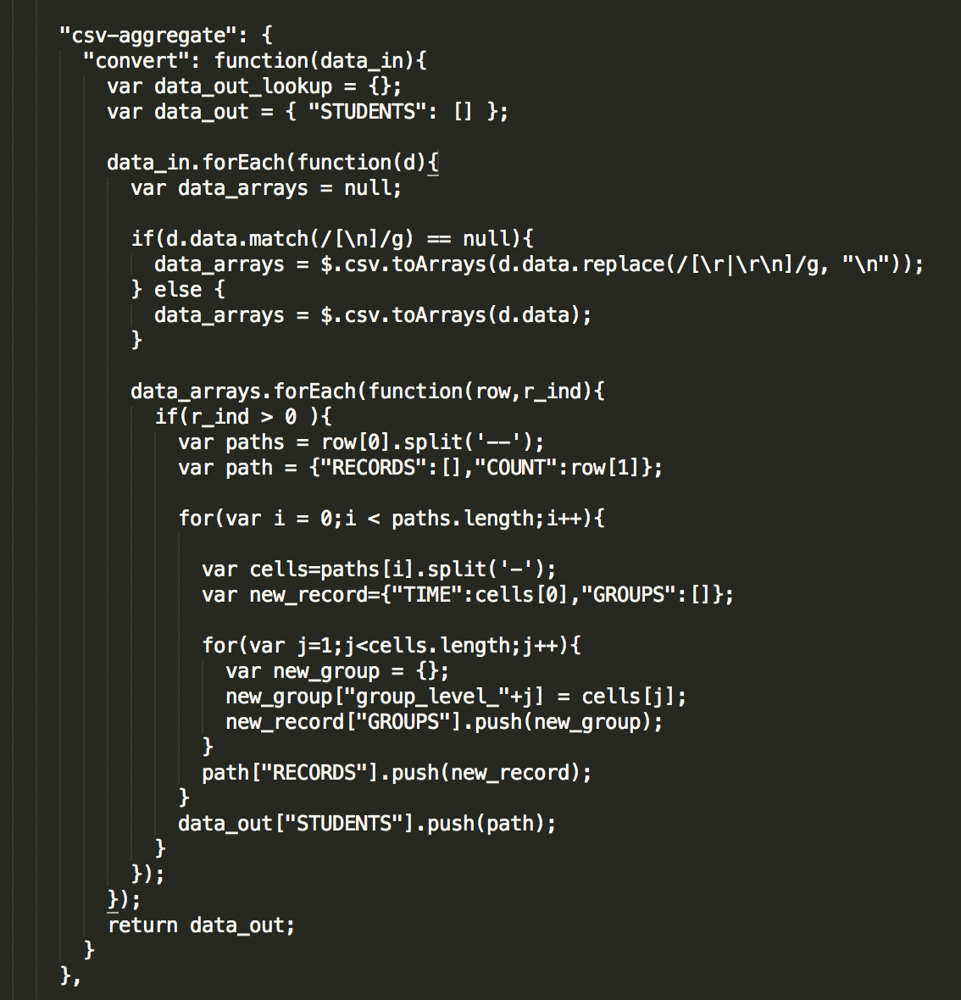 "csv-aggregate": {
"convert": function(data_in){
var data_out_lookup = {};
var data_out = { "STUDENTS": [] };
data_in.forEach(function(d){
var data_arrays = null;
if(d.data.match(/[\n]/g) == null){
data_arrays = $.csv.toArrays(d.data.replace(/[\r|\r\n]/g, "\n"));
} else {
data_arrays = $.csv.toArrays(d.data);
}
data_arrays.forEach(function(row,r_ind){
if(r_ind > 0 ){
var paths = row[0].split('--');
var path = {"RECORDS":[],"COUNT":row[1]};
for(var i = 0;i < paths.length;i++){
var cells=paths[i].split('-');
var new_record={"TIME":cells[0],"GROUPS":[]};
for(var j=1;j<cells.length;j++){
var new_group = {};
new_group["group_level_"+j] = cells[j];
new_record["GROUPS"].push(new_group);
}
path["RECORDS"].push(new_record);
}
data_out["STUDENTS"].push(path);
}
});
});
return data_out;
}
},